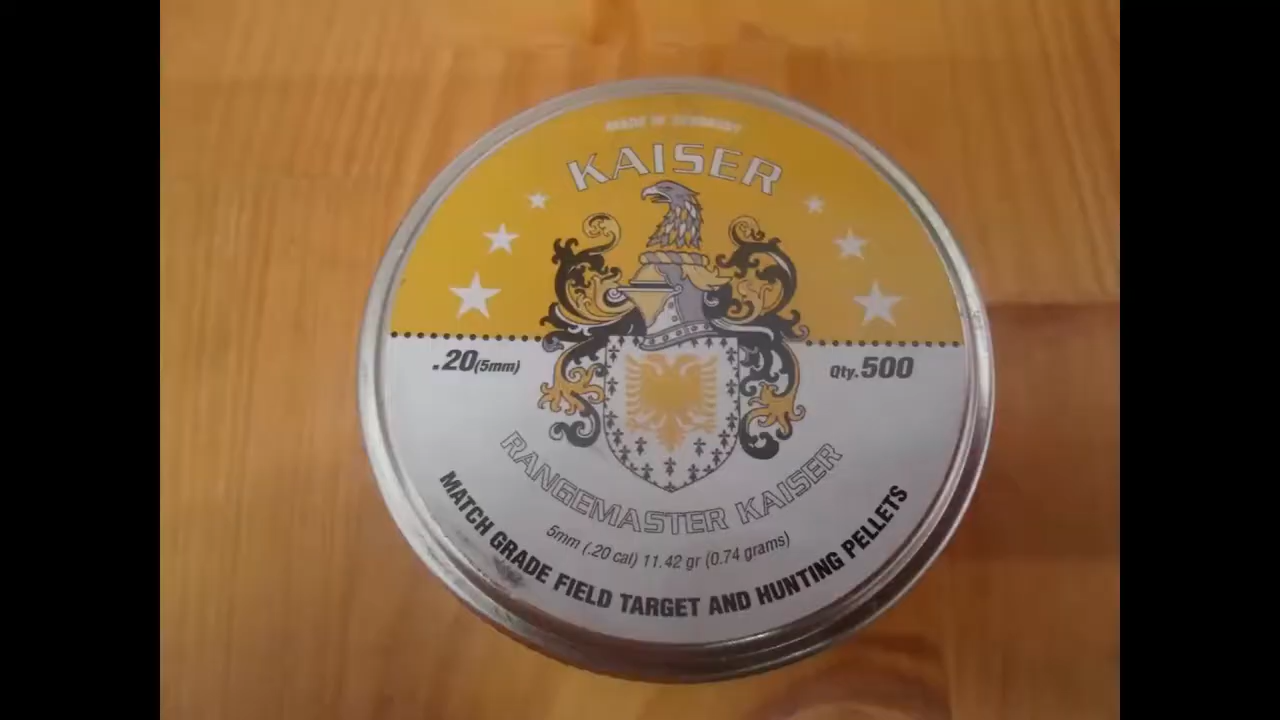 MADE IN GERMANY
KAISER
.20(5mm)
Qty.500
RANGEMASTER KAISER
5mm (.20 cal) 11.42 gr (0.74 grams)
MATCH GRADE FIELD TARGET AND HUNTING PELLETS